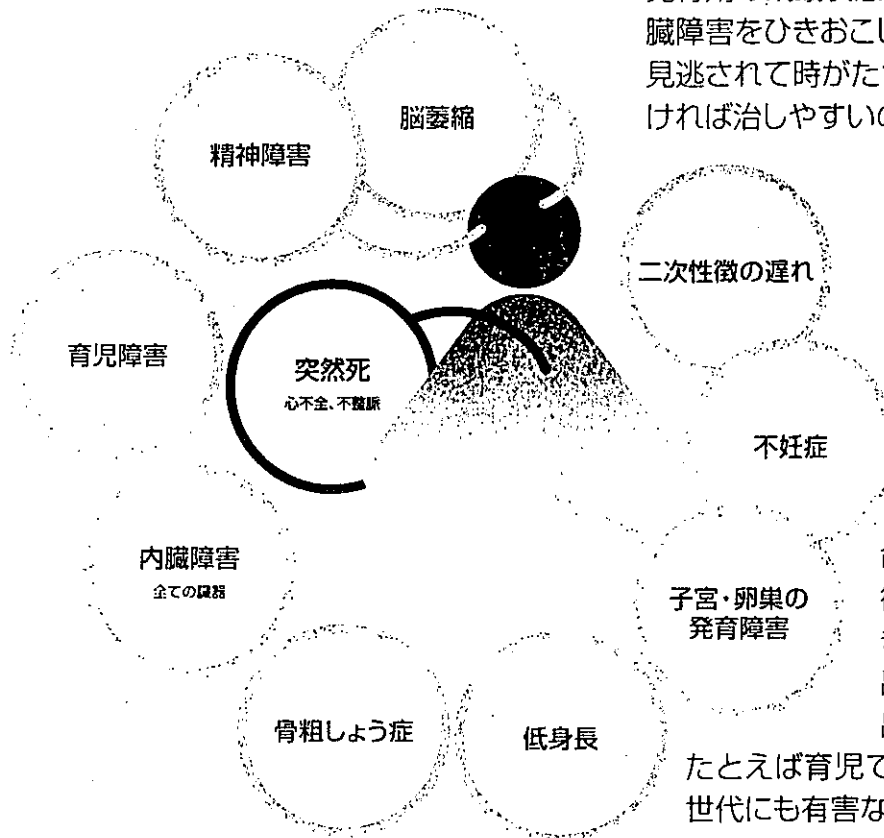 臓障害をひきおこし
見逃されて時がた
ければ治しやすいの
脳萎縮
精神障害
二次性徴の遅れ
育児障害
突然死
心不全、不整脈
不妊症
内臓障害
全ての臓器
子宮・卵巣の
発育障害
骨粗しょう症
低身長
たとえば育児で
世代にも有害な